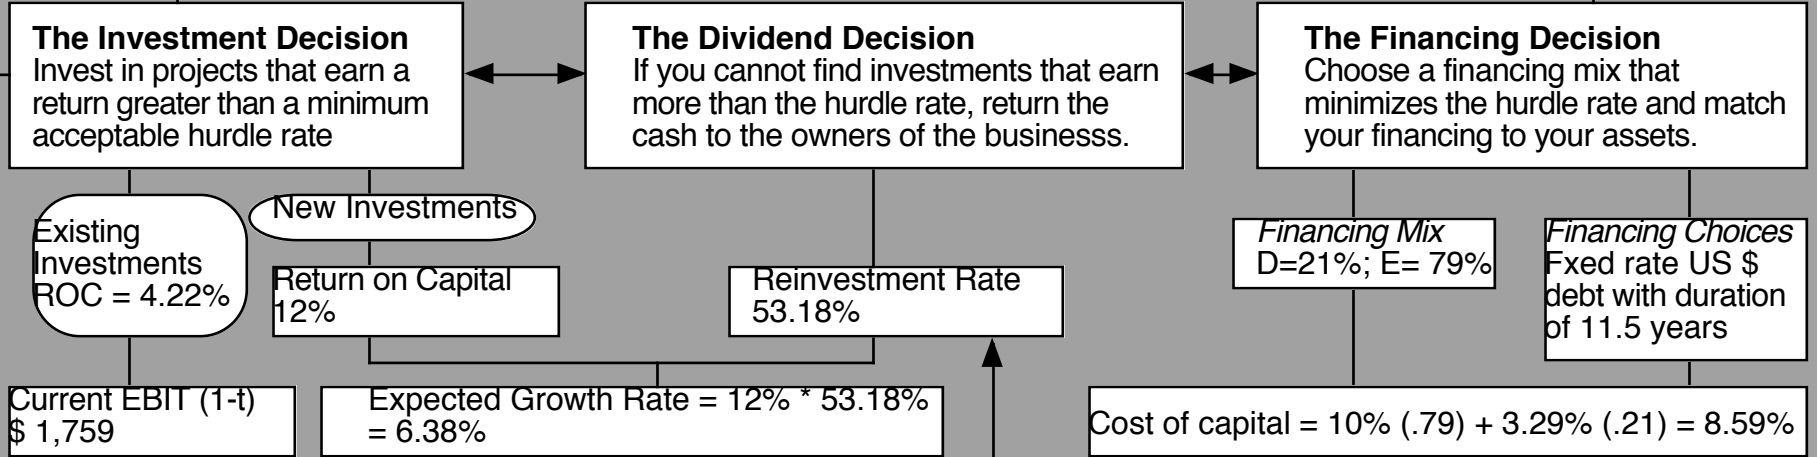 The Investment Decision
Invest in projects that earn a
return greater than a minimum
acceptable hurdle rate
The Dividend Decision
If you cannot find investments that earn
more than the hurdle rate, return the
cash to the owners of the businesss.
The Financing Decision
Choose a financing mix that
minimizes the hurdle rate and match
your financing to your assets.
Existing
Investments
ROC = 4.22%
New Investments
Return on Capital
12%
Reinvestment Rate
53.18%
Financing Mix
D=21%; E= 79%
Financing Choices
Fxed rate US $
debt with duration
of 11.5 years
Current EBIT (1-t)
$ 1,759
Expected Growth Rate = 12% * 53.18%
= 6.38%
Cost of capital = 10% (.79) + 3.29% (.21) = 8.59%